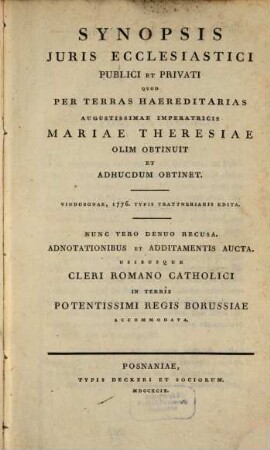 SYNOPSIS
JURIS ECCLESIASTICI
PUBLICI ET PRIVATI
QUOD
PER TERRAS HAEREDITARIAS
AUGUSTISSIMAE IMPERATRICIS
MARIAE THERESIAE
OLIM OBTINUIT
ET
ADHUCDUM OBTINET.
VINDOBONAE, 1776. TYPIS TRATTNERIANIS EDITA.
NUNC VERO DENUO RECUSA.
ADNOTATIONIBUS ET ADDITAMENTIS AUCTA.
USIBUSQUE
CLERI ROMANO CATHOLICI
IN TERRIS
POTENTISSIMI REGIS BORUSSIAE
ACCOMMODATA.
POSNANIAE,
TYPIS DECKERI ET SOCIORUM.